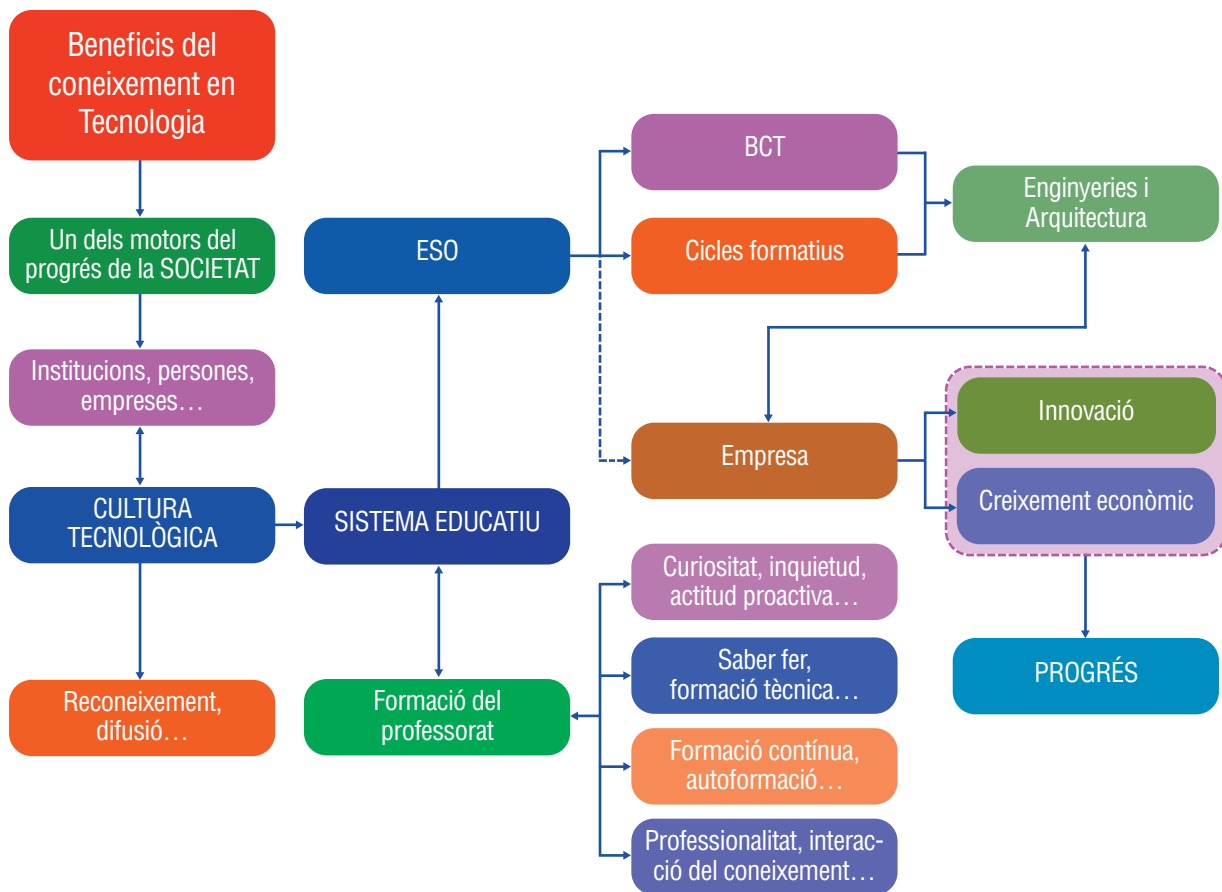 Beneficis del
coneixement en
Tecnologia
Un dels motors del
progrés de la SOCIETAT
Institucions, persones,
empreses…
CULTURA
TECNOLÒGICA
Reconeixement,
difusió…
ESO
SISTEMA EDUCATIU
Formació del
professorat
BCT
Cicles formatius
Empresa
Curiositat, inquietud,
actitud proactiva…
Saber fer,
formació tècnica…
Formació contínua,
autoformació…
Professionalitat, interac-
ció del coneixement…
Enginyeries i
Arquitectura
Innovació
Creixement econòmic
PROGRÉS